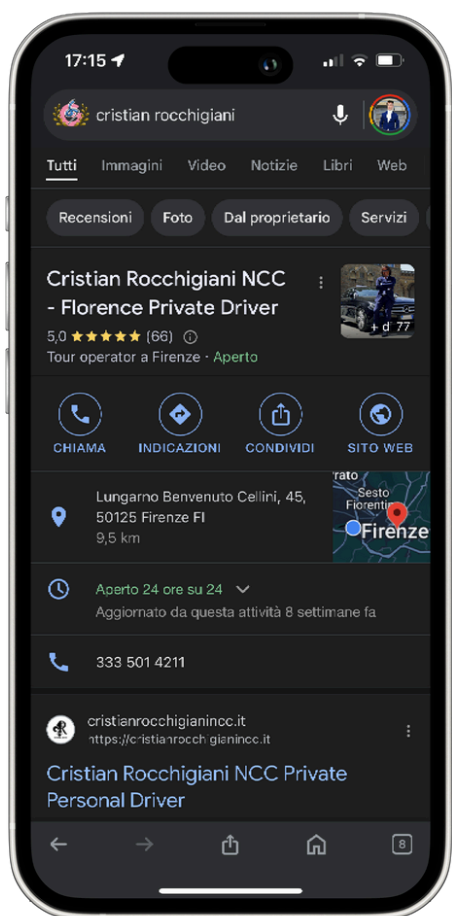 17:15
cristian rocchigiani
Tutti Immagini Video Notizie Libri Web
Recensioni Foto Dal proprietario Servizi
Cristian Rocchigiani NCC
- Florence Private Driver
5,0 (66)
+ di 77
Tour operator a Firenze · Aperto
CHIAMA INDICAZIONI CONDIVIDI SITO WEB
Lungarno Benvenuto Cellini, 45,
50125 Firenze FI
9,5 km
rato
Sesto
Fiorentino
Firenze
Aperto 24 ore su 24
Aggiornato da questa attività 8 settimane fa
333 501 4211
cristianrocchigianincc.it
https://cristianrocchigianincc.it
Cristian Rocchigiani NCC Private
Personal Driver
8